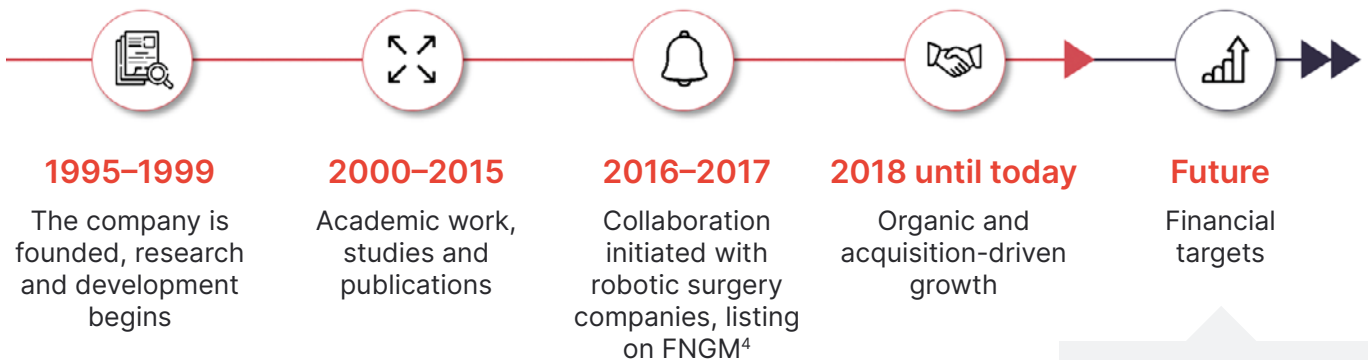 1995–1999
The company is
founded, research
and development
begins
2000–2015
Academic work,
studies and
publications
2016–2017
Collaboration
initiated with
robotic surgery
companies, listing
on FNGM⁴
2018 until today
Organic and
acquisition-driven
growth
Future
Financial
targets